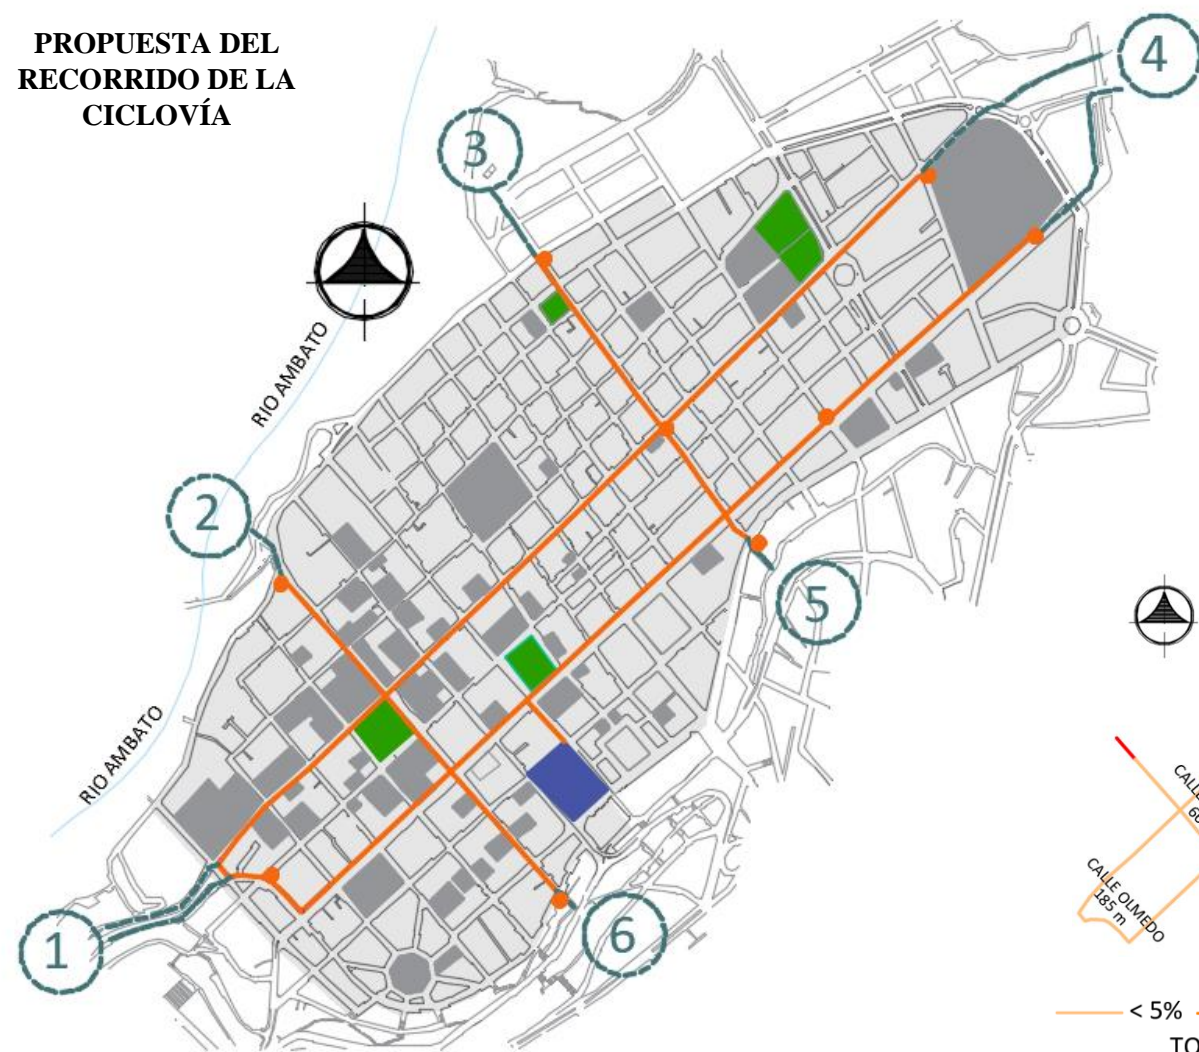 PROPUESTA DEL
RECORRIDO DE LA
CICLOVÍA
4
3
RIO AMBATO
2
5
RIO AMBATO
CALLE
CALLE OLMEDO
185 m
6
1
< 5%